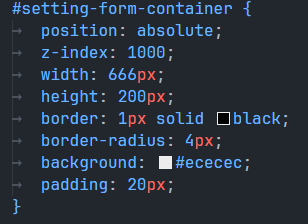 #setting-form-container {
→ position: absolute;
→ z-index: 1000;
→ width: 666px;
→ height: 200px;
→ border: 1px solid black;
→ border-radius: 4px;
→ background: #ececec;
→ padding: 20px;
}